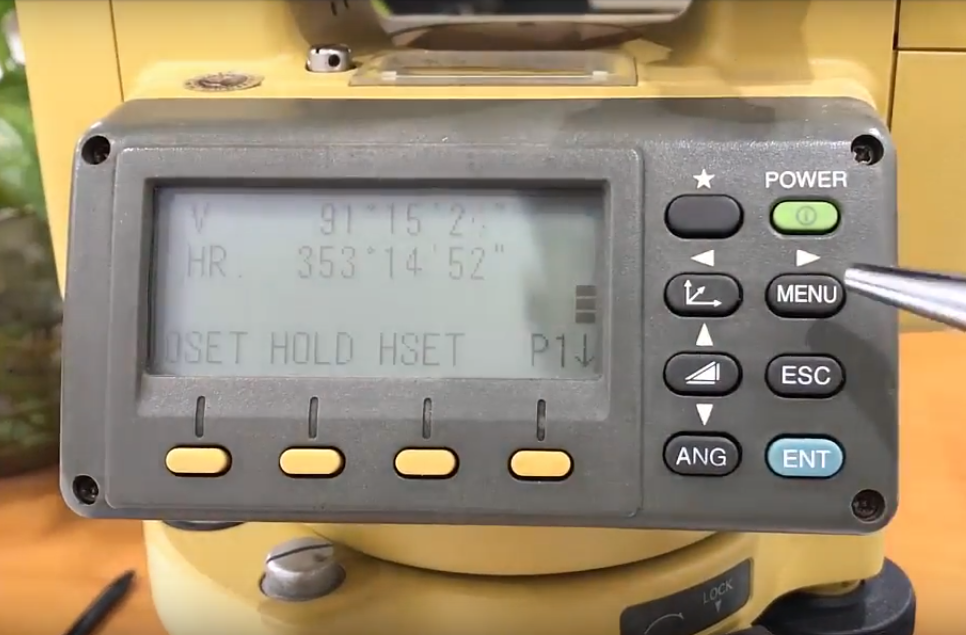 V 91°15'2
HR. 353°14'52"
0SET HOLD HSET P1↓
★ POWER
◀ ▶
MENU
▲
ESC
▼
ANG ENT
LOCK